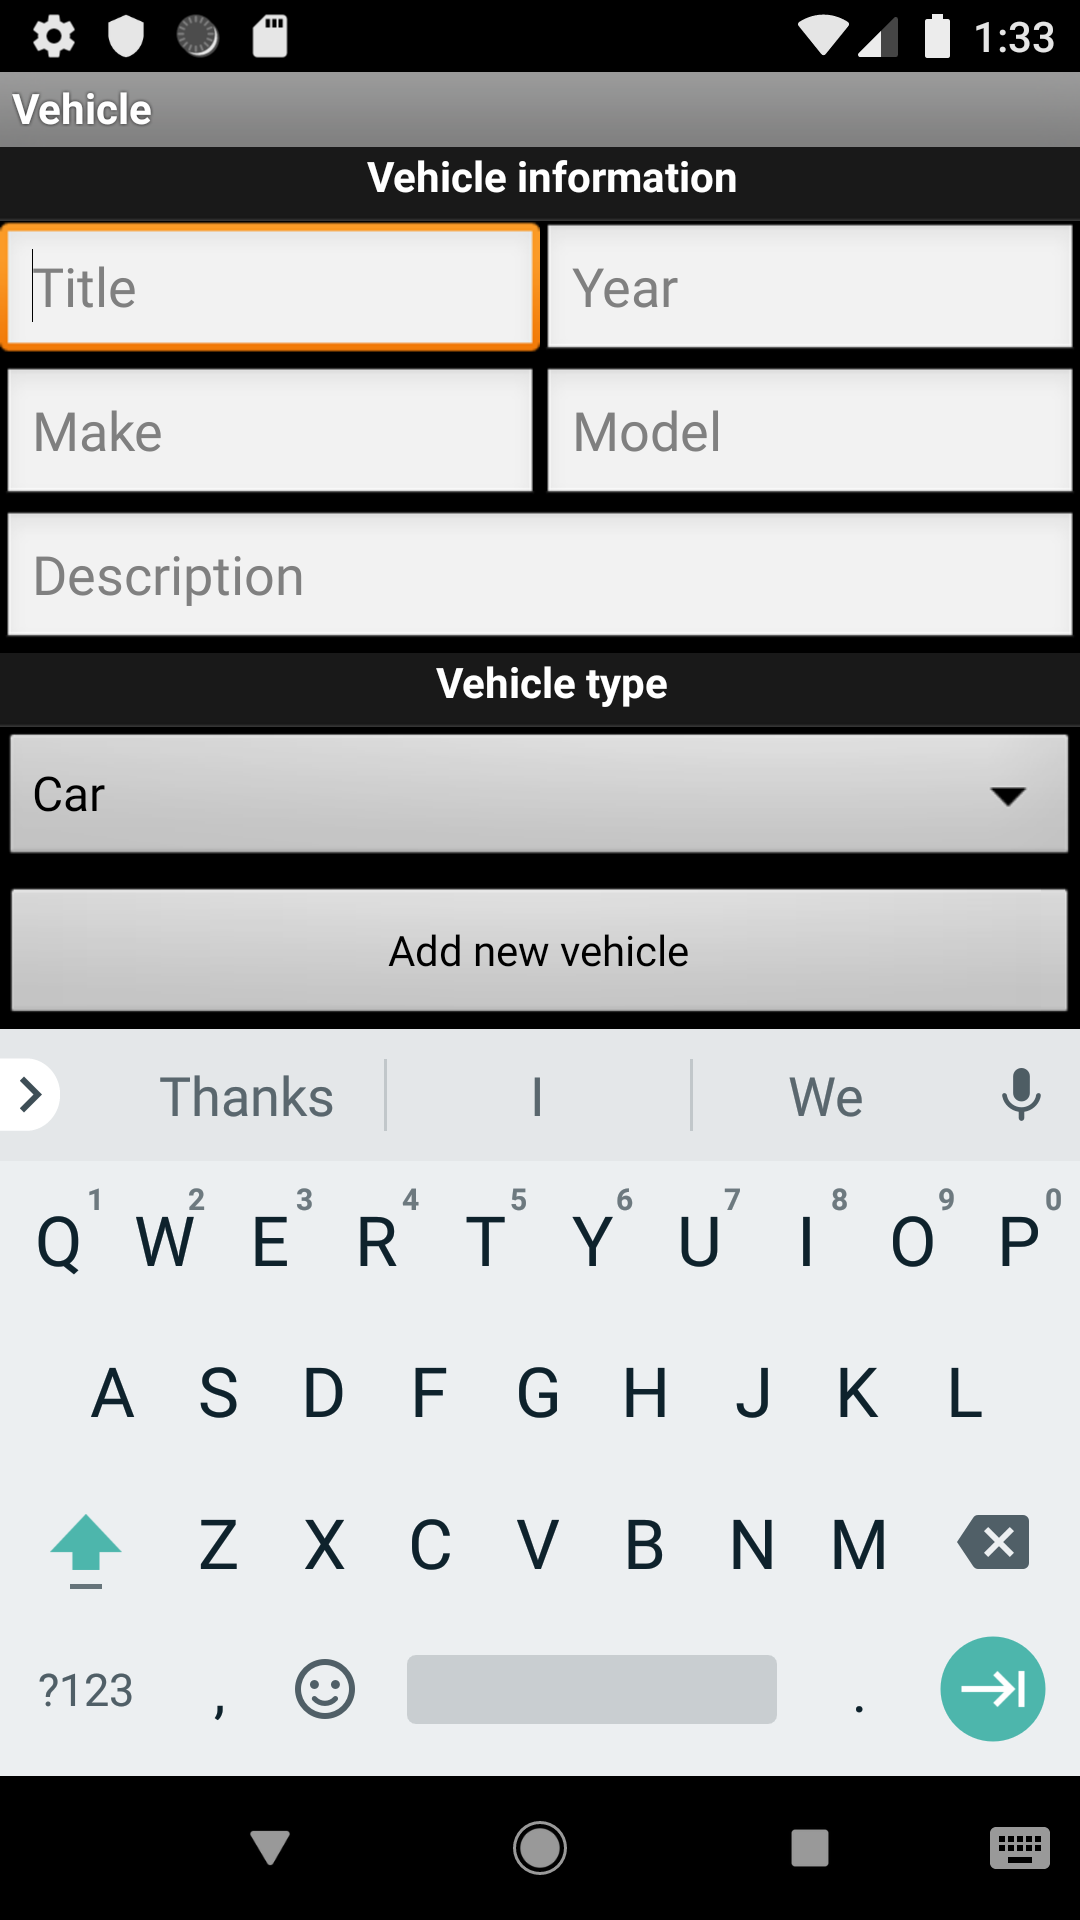 1:33
Vehicle
Vehicle information
Title Year
Make Model
Description
Vehicle type
Car
Add new vehicle
Thanks I We
1 2 3 4 5 6 7 8 9 0
Q W E R T Y U I O P
A S D F G H J K L
Z X C V B N M
?123 , .